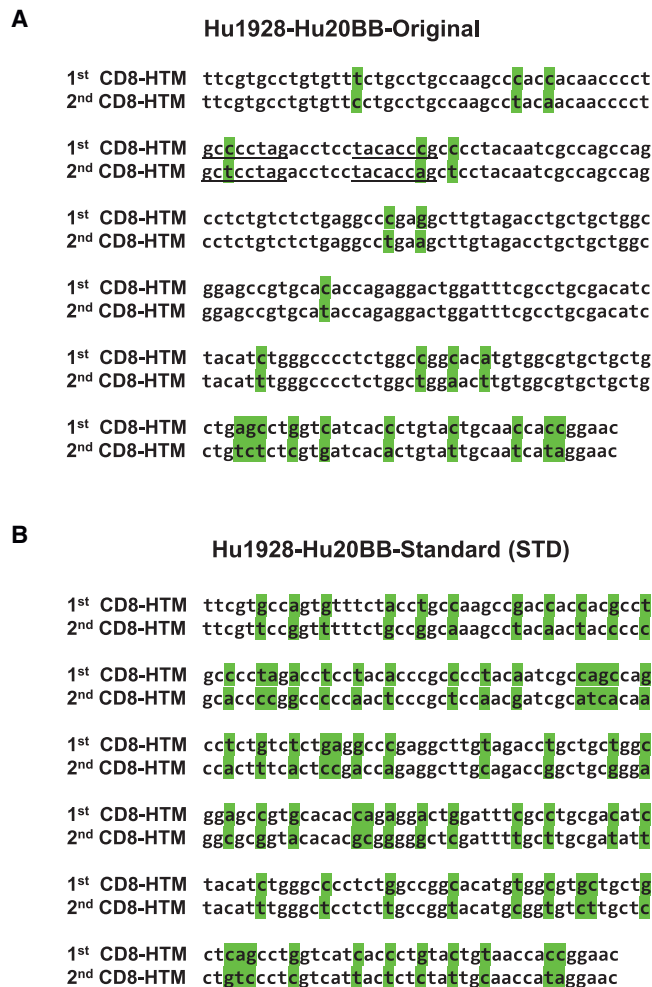 A
Hu1928-Hu20BB-Original
1st CD8-HTM ttcgtgcctgtgtttctgcctgccaagcccaccacaacccct
2nd CD8-HTM ttcgtgcctgtgttcctgcctgccaagcctacaacaacccct
1st CD8-HTM gcccctagacctcctacacccgcccctacaatcgccagccag
2nd CD8-HTM gctcctagacctcctacaccagctcctacaatcgccagccag
1st CD8-HTM cctctgtctctgaggcccgaggcttgtagacctgctgctggc
2nd CD8-HTM cctctgtctctgaggcctgaagcttgtagacctgctgctggc
1st CD8-HTM ggagccgtgcacaccagaggactggatttcgcctgcgacatc
2nd CD8-HTM ggagccgtgcataccagaggactggatttcgcctgcgacatc
1st CD8-HTM tacatctgggcccctctggccggcacatgtggcgtgctgctg
2nd CD8-HTM tacatttgggcccctctggctggaacttgtggcgtgctgctg
1st CD8-HTM ctgagcctggtcatcaccctgtactgcaaccaccggaac
2nd CD8-HTM ctgtctctcgtgatcacactgtattgcaatcataggaac
B
Hu1928-Hu20BB-Standard (STD)
1st CD8-HTM ttcgtgccagtgtttctacctgccaagccgaccaccacgcct
2nd CD8-HTM ttcgttccggtttttctgccggcaaagcctacaactaccccc
1st CD8-HTM gcccctagacctcctacacccgcccctacaatcgccagccag
2nd CD8-HTM gcaccccggcccccaactcccgctccaacgatcgcatcacaa
1st CD8-HTM cctctgtctctgaggcccgaggcttgtagacctgctgctggc
2nd CD8-HTM ccactttcactccgaccagaggcttgcagaccggctgcggga
1st CD8-HTM ggagccgtgcacaccagaggactggatttcgcctgcgacatc
2nd CD8-HTM ggcgcggtacacacgcgggggctcgattttgcttgcgatatt
1st CD8-HTM tacatctgggcccctctggccggcacatgtggcgtgctgctg
2nd CD8-HTM tacatttgggctcctcttgccggtacatgcggtgtcttgctc
1st CD8-HTM ctcagcctggtcatcaccctgtactgtaaccaccggaac
2nd CD8-HTM ctgtccctcgtcattactctctattgcaaccataggaac